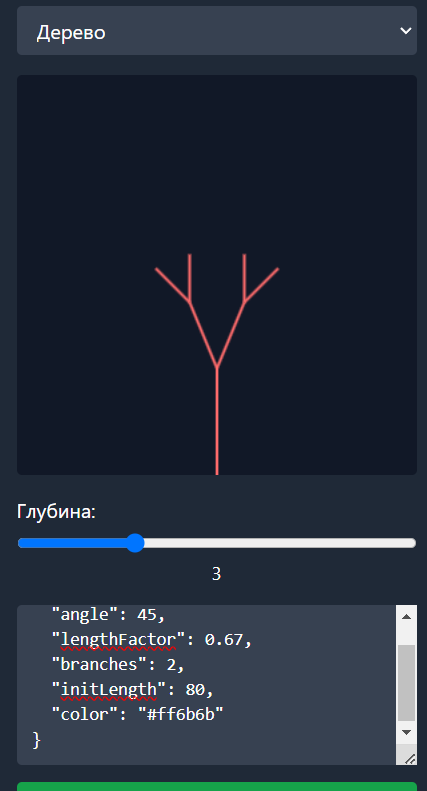 Дерево
Глубина:
3
"angle": 45,
"lengthFactor": 0.67,
"branches": 2,
"initLength": 80,
"color": "#ff6b6b"
}